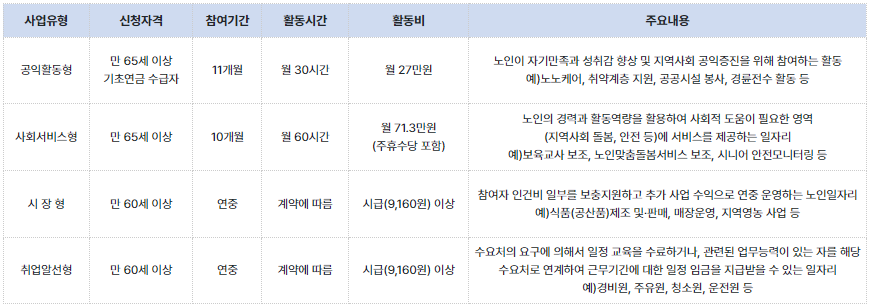 사업유형 신청자격 참여기간 활동시간 활동비 주요내용
공익활동형 만 65세 이상 기초연금 수급자 11개월 월 30시간 월 27만원
노인이 자기만족과 성취감 향상 및 지역사회 공익증진을 위해 참여하는 활동
예)노노케어, 취약계층 지원, 공공시설 봉사, 경륜전수 활동 등
사회서비스형 만 65세 이상 10개월 월 60시간 월 71.3만원 (주휴수당 포함)
노인의 경력과 활동역량을 활용하여 사회적 도움이 필요한 영역
(지역사회 돌봄, 안전 등)에 서비스를 제공하는 일자리
예)보육교사 보조, 노인맞춤돌봄서비스 보조, 시니어 안전모니터링 등
시 장 형 만 60세 이상 연중 계약에 따름 시급(9,160원) 이상
참여자 인건비 일부를 보충지원하고 추가 사업 수익으로 연중 운영하는 노인일자리
예)식품(공산품)제조 및·판매, 매장운영, 지역영농 사업 등
취업알선형 만 60세 이상 연중 계약에 따름 시급(9,160원) 이상
수요처의 요구에 의해서 일정 교육을 수료하거나, 관련된 업무능력이 있는 자를 해당
수요처로 연계하여 근무기간에 대한 일정 임금을 지급받을 수 있는 일자리
예)경비원, 주유원, 청소원, 운전원 등